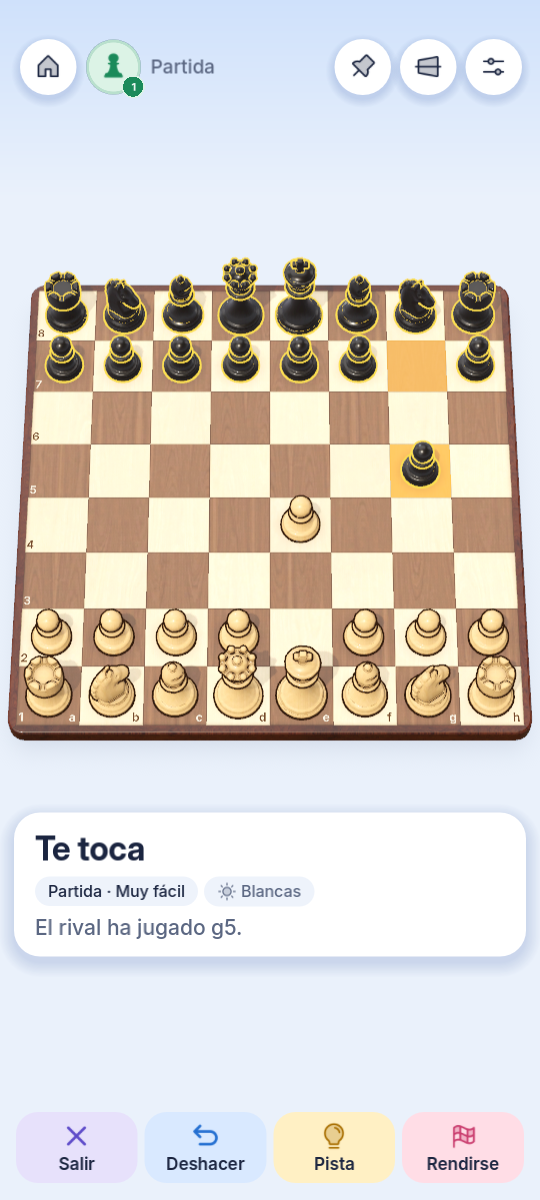 1
Partida
8
7
6
5
4
3
2
1
a
b
c
d
e
f
g
h
Te toca
Partida · Muy fácil
Blancas
El rival ha jugado g5.
Salir
Deshacer
Pista
Rendirse